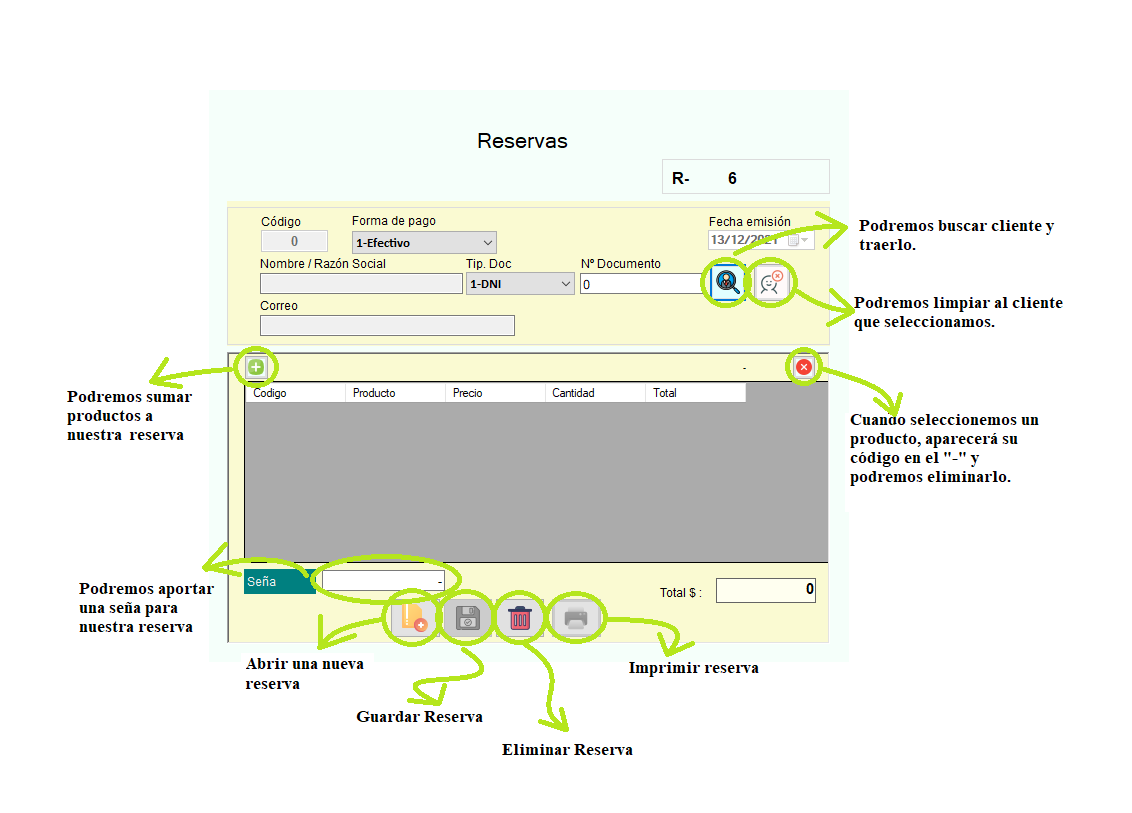 Reservas
R- 6
Código Forma de pago Fecha emisión
0 1-Efectivo 13/12/2021
Nombre / Razón Social Tip. Doc Nº Documento
1-DNI 0
Correo
Podremos buscar cliente y
traerlo.
Podremos limpiar al cliente
que seleccionamos.
-
Codigo Producto Precio Cantidad Total
Podremos sumar
productos a
nuestra reserva
Cuando seleccionemos un
producto, aparecerá su
código en el "-" y
podremos eliminarlo.
Seña -
Total $ : 0
Podremos aportar
una seña para
nuestra reserva
Abrir una nueva
reserva
Imprimir reserva
Guardar Reserva
Eliminar Reserva